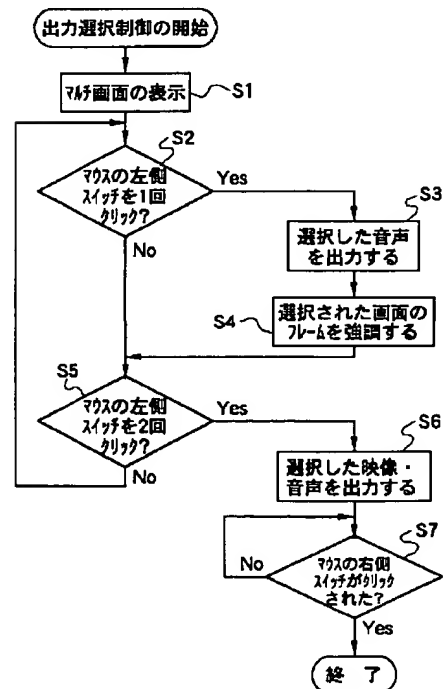 出力選択制御の開始
ﾏﾙﾁ画面の表示
S1
S2
ﾏｳｽの左側
ｽｲｯﾁを1回
ｸﾘｯｸ?
Yes
No
S3
選択した音声
を出力する
S4
選択された画面の
ﾌﾚｰﾑを強調する
S5
ﾏｳｽの左側
ｽｲｯﾁを2回
ｸﾘｯｸ?
Yes
No
S6
選択した映像・
音声を出力する
S7
ﾏｳｽの右側
ｽｲｯﾁがｸﾘｯｸ
された?
No
Yes
終 了